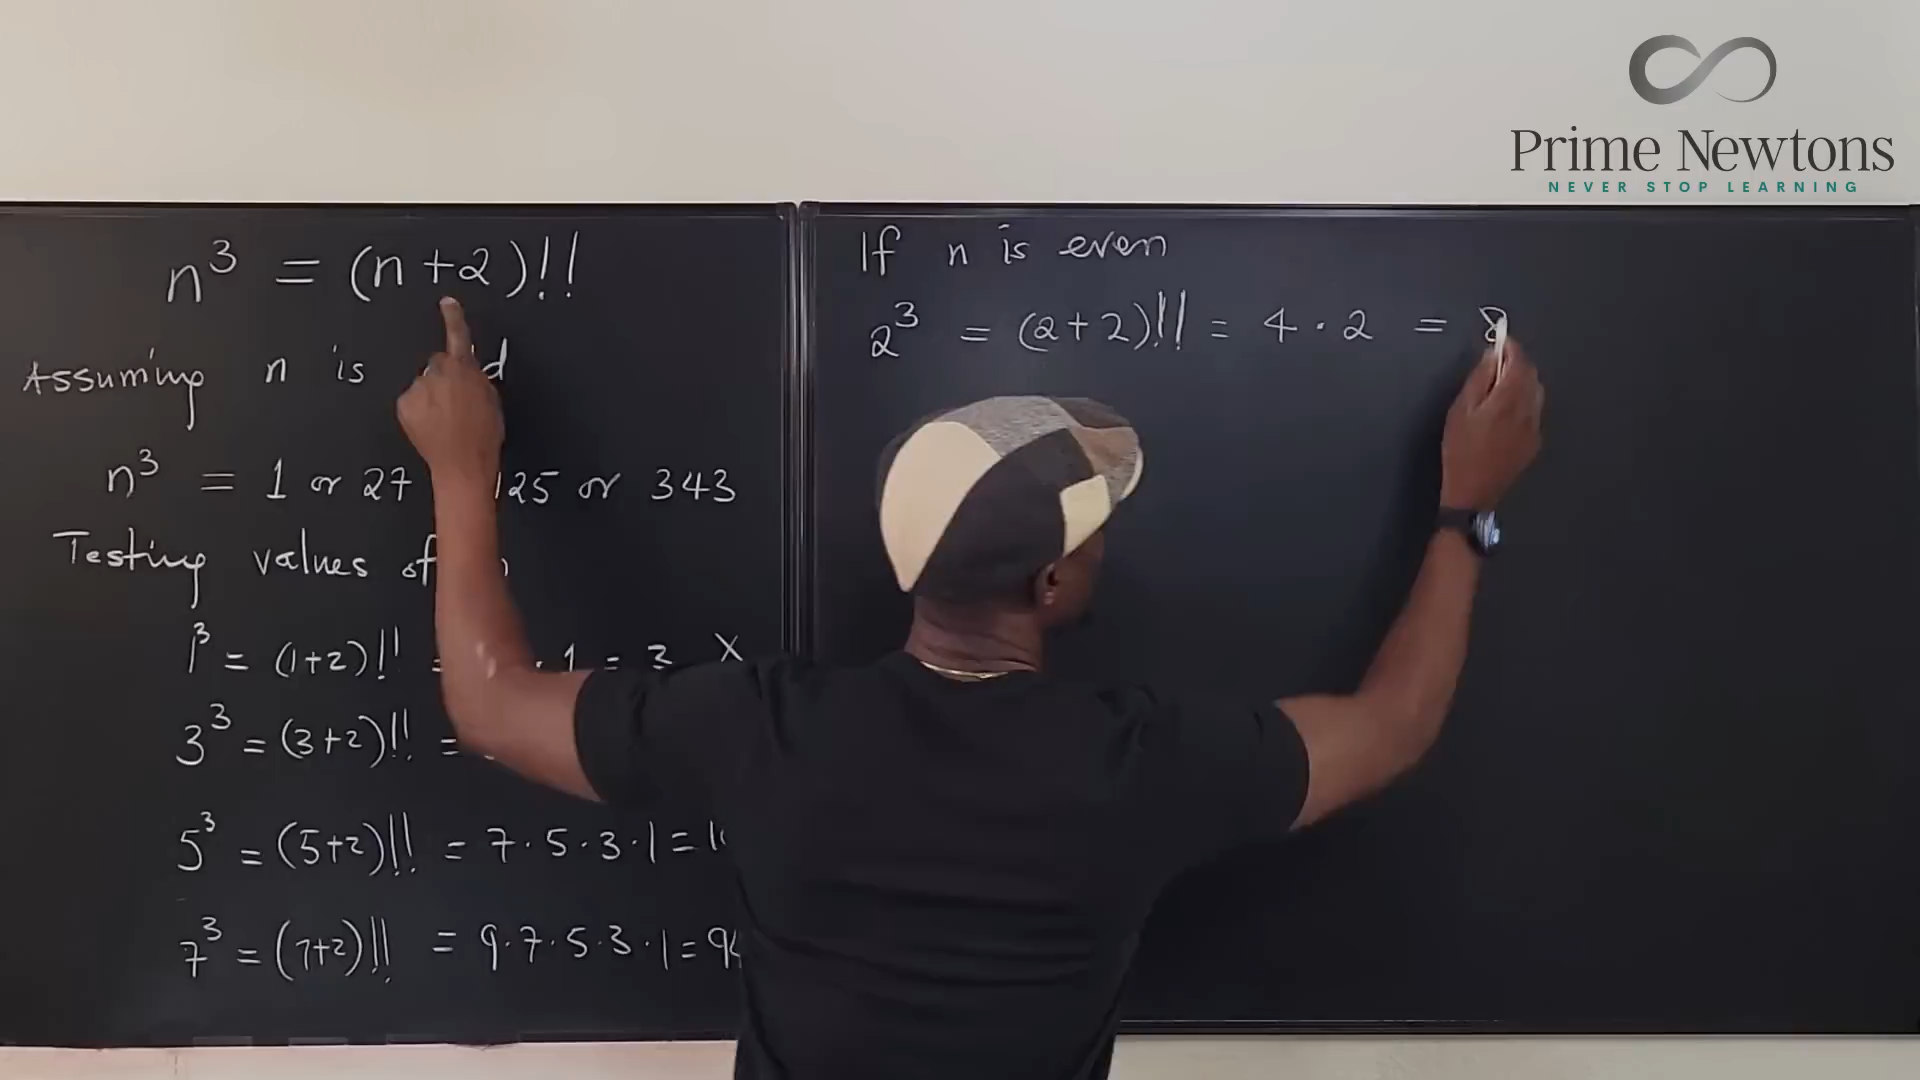 Prime Newtons
NEVER STOP LEARNING
n³ = (n+2)!!
Assuming n is
n³ = 1 or 27 125 or 343
Testing values of
1³ = (1+2)!! = · 1 = 3 X
3³ = (3+2)!! =
5³ = (5+2)!! = 7·5·3·1 =
7³ = (7+2)!! = 9·7·5·3·1 =
If n is even
2³ = (2+2)!! = 4·2 = 8